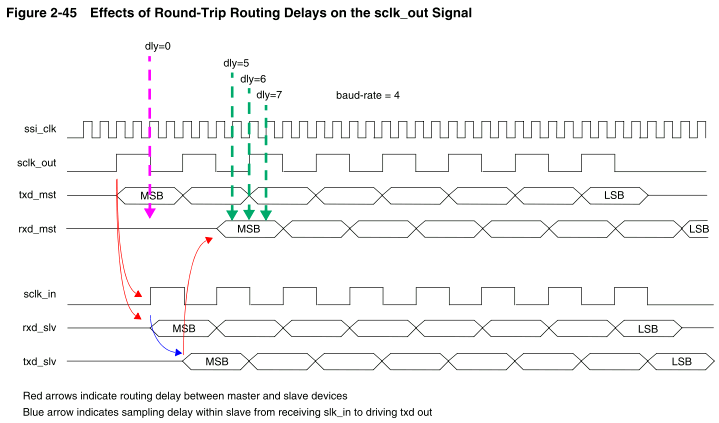 Figure 2-45 Effects of Round-Trip Routing Delays on the sclk_out Signal
dly=0
dly=5
dly=6
dly=7
baud-rate = 4
ssi_clk
sclk_out
txd_mst
MSB
LSB
rxd_mst
MSB
LSB
sclk_in
rxd_slv
MSB
LSB
txd_slv
MSB
LSB
Red arrows indicate routing delay between master and slave devices
Blue arrow indicates sampling delay within slave from receiving slk_in to driving txd out